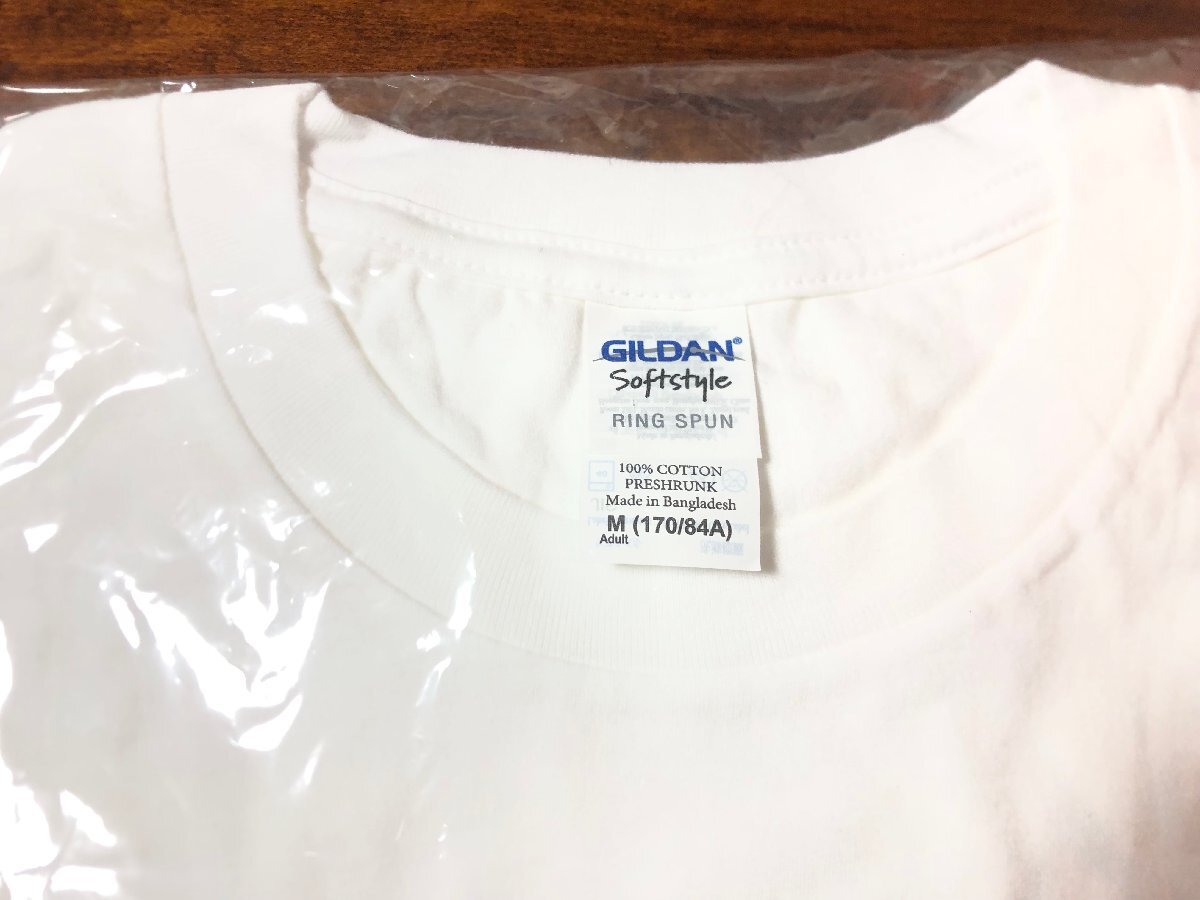 GILDAN®
Softstyle
RING SPUN
100% COTTON
PRESHRUNK
Made in Bangladesh
M (170/84A)
Adult